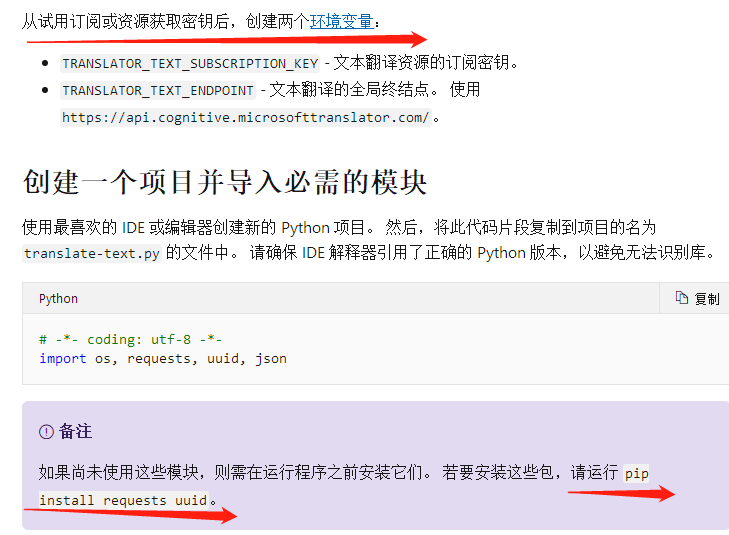 从试用订阅或资源获取密钥后，创建两个环境变量：
• TRANSLATOR_TEXT_SUBSCRIPTION_KEY - 文本翻译资源的订阅密钥。
• TRANSLATOR_TEXT_ENDPOINT - 文本翻译的全局终结点。 使用
https://api.cognitive.microsofttranslator.com/。
创建一个项目并导入必需的模块
使用最喜欢的 IDE 或编辑器创建新的 Python 项目。 然后，将此代码片段复制到项目的名为
translate-text.py 的文件中。 请确保 IDE 解释器引用了正确的 Python 版本，以避免无法识别库。
Python
复制
# -*- coding: utf-8 -*-
import os, requests, uuid, json
备注
如果尚未使用这些模块，则需在运行程序之前安装它们。 若要安装这些包，请运行 pip
install requests uuid。